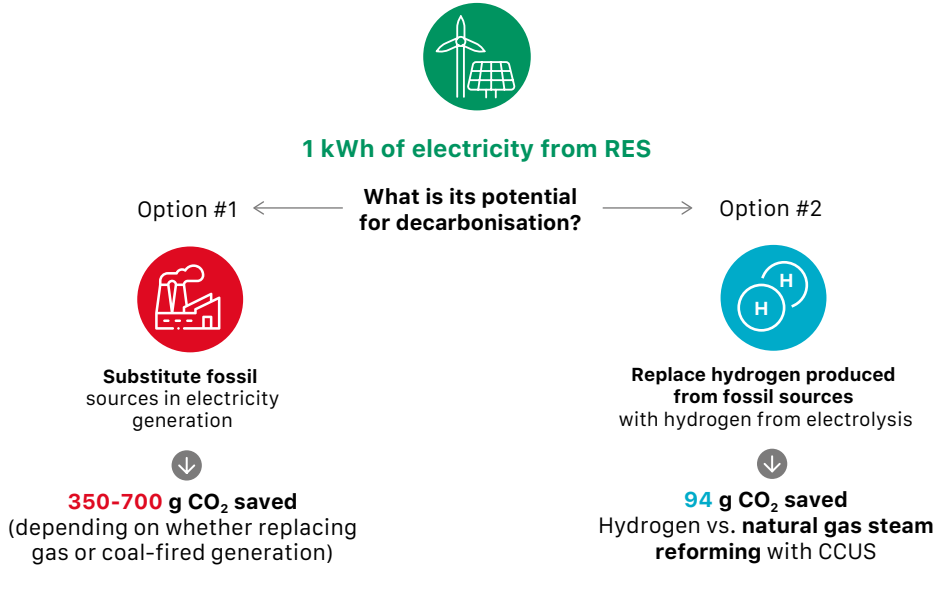 1 kWh of electricity from RES
What is its potential
for decarbonisation?
Option #1
Option #2
H
H
Substitute fossil
sources in electricity
generation
350-700 g CO₂ saved
(depending on whether replacing
gas or coal-fired generation)
Replace hydrogen produced
from fossil sources
with hydrogen from electrolysis
94 g CO₂ saved
Hydrogen vs. natural gas steam
reforming with CCUS